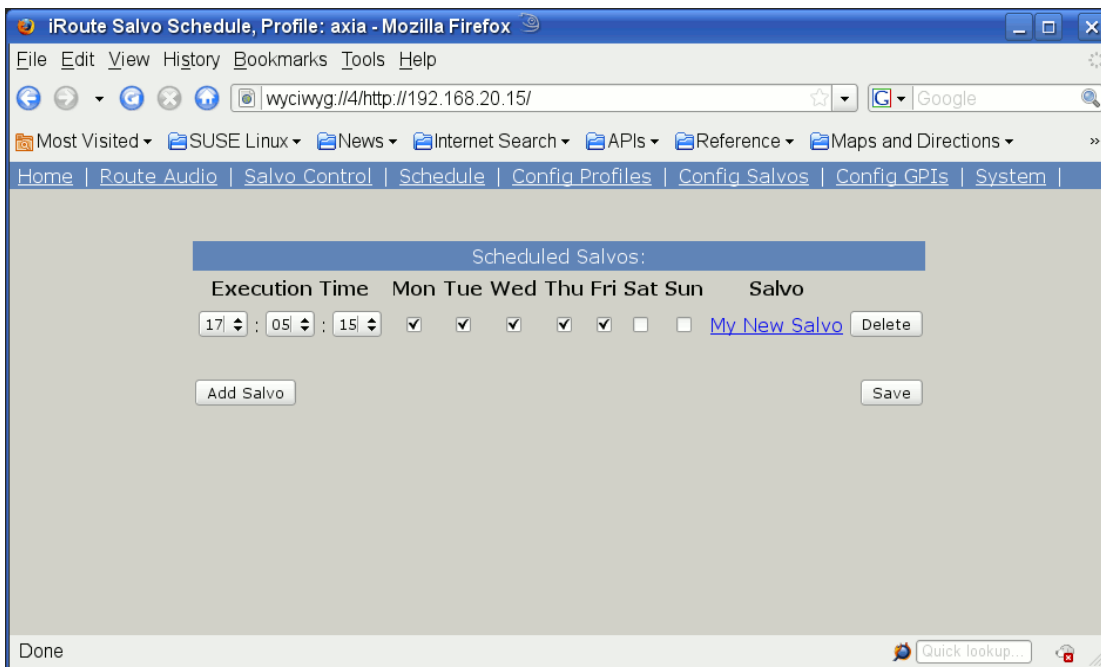 iRoute Salvo Schedule, Profile: axia - Mozilla Firefox
File Edit View History Bookmarks Tools Help
wyciwyg://4/http://192.168.20.15/
G Google
Most Visited SUSE Linux News Internet Search APIs Reference Maps and Directions »
Home | Route Audio | Salvo Control | Schedule | Config Profiles | Config Salvos | Config GPIs | System |
Scheduled Salvos:
Execution Time Mon Tue Wed Thu Fri Sat Sun Salvo
17 : 05 : 15 My New Salvo Delete
Add Salvo Save
Done Quick lookup...